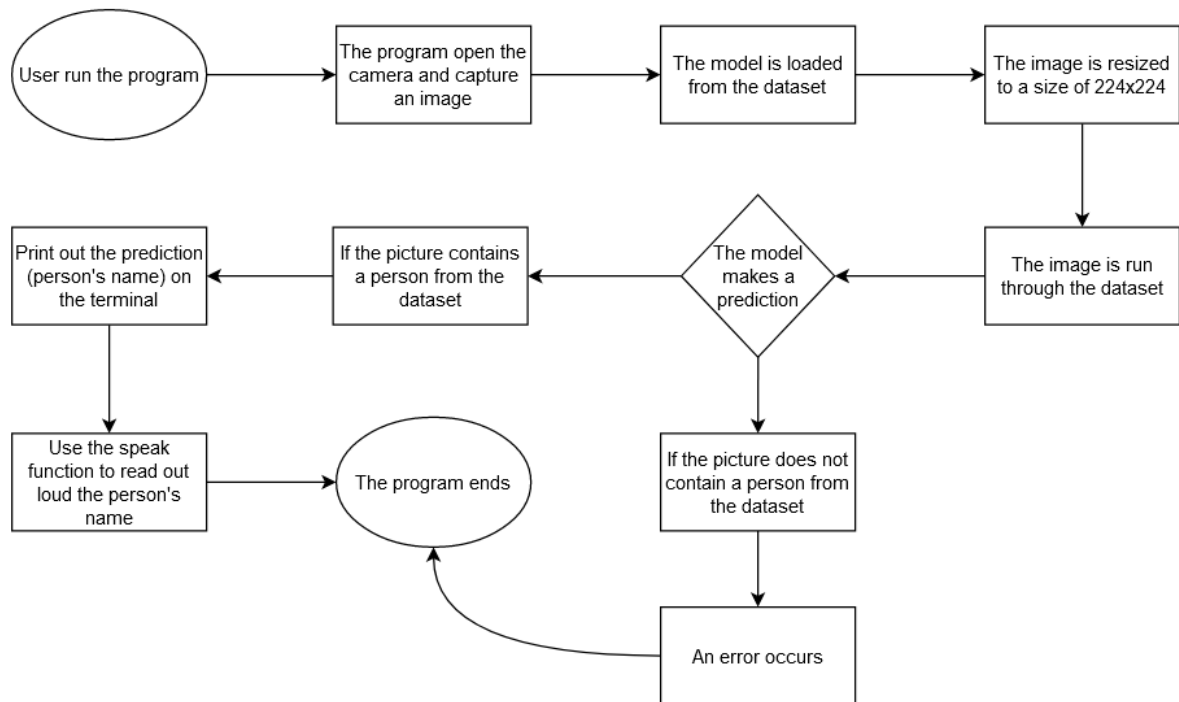 User run the program
The program open the
camera and capture
an image
The model is loaded
from the dataset
The image is resized
to a size of 224x224
The image is run
through the dataset
The model
makes a
prediction
If the picture contains
a person from the
dataset
Print out the prediction
(person's name) on
the terminal
Use the speak
function to read out
loud the person's
name
The program ends
If the picture does not
contain a person from
the dataset
An error occurs